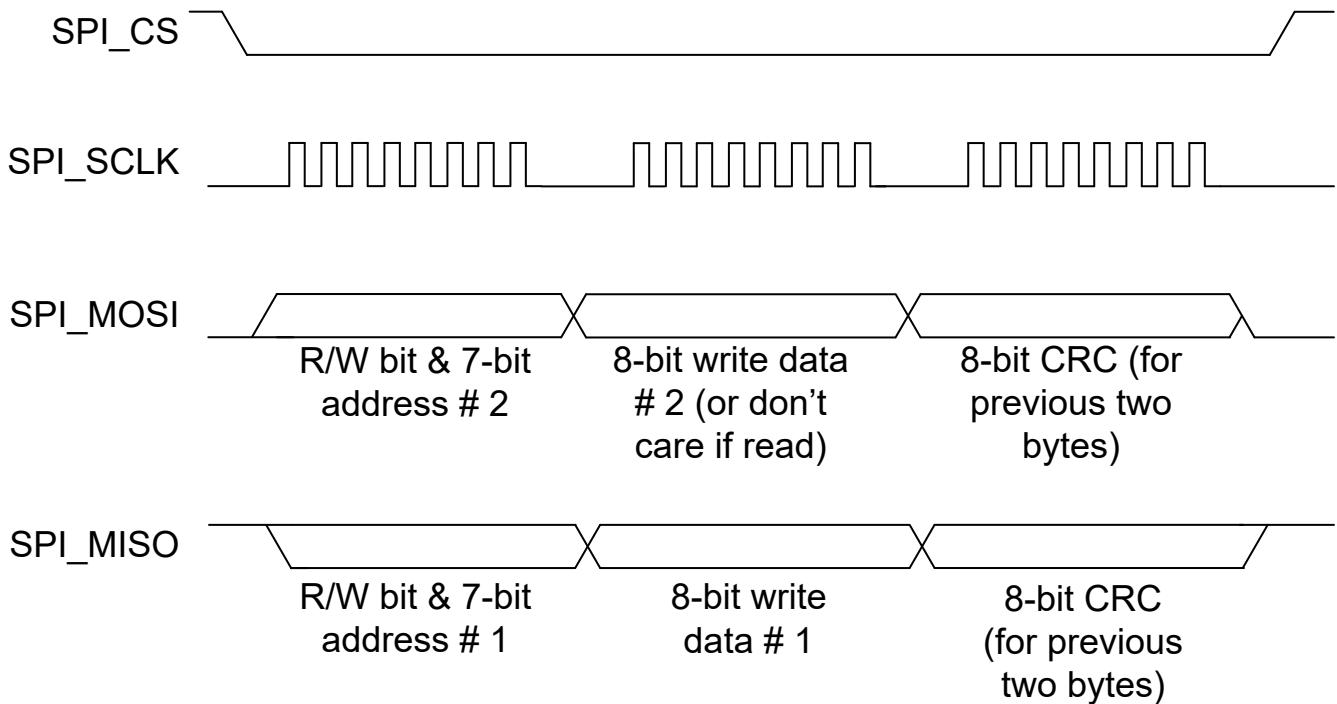 SPI_CS
SPI_SCLK
SPI_MOSI
R/W bit & 7-bit
address # 2
8-bit write data
# 2 (or don’t
care if read)
8-bit CRC (for
previous two
bytes)
SPI_MISO
R/W bit & 7-bit
address # 1
8-bit write
data # 1
8-bit CRC
(for previous
two bytes)